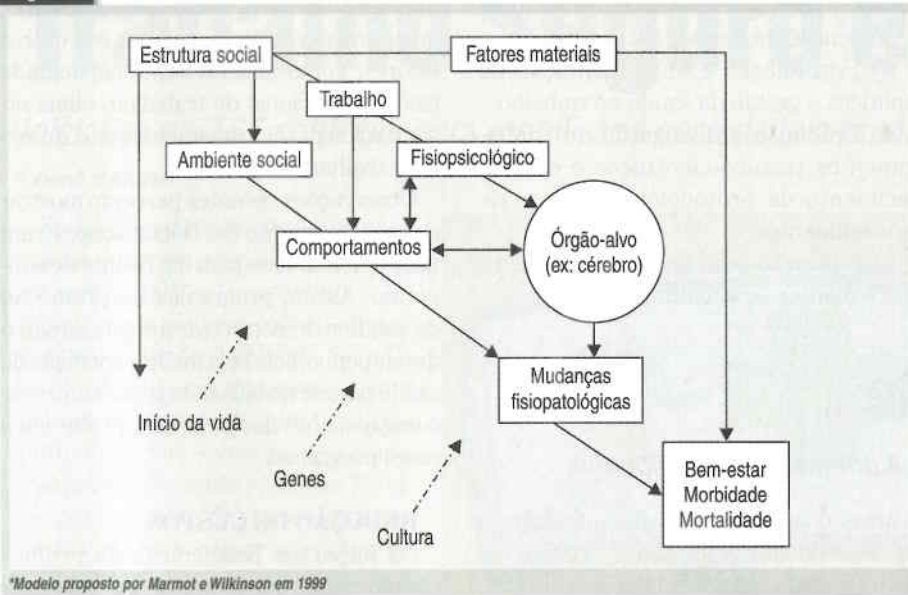 Estrutura social
Fatores materiais
Trabalho
Ambiente social
Fisiopsicológico
Comportamentos
Órgão-alvo
(ex: cérebro)
Mudanças
fisiopatológicas
Início da vida
Genes
Cultura
Bem-estar
Morbidade
Mortalidade
*Modelo proposto por Marmot e Wilkinson em 1999